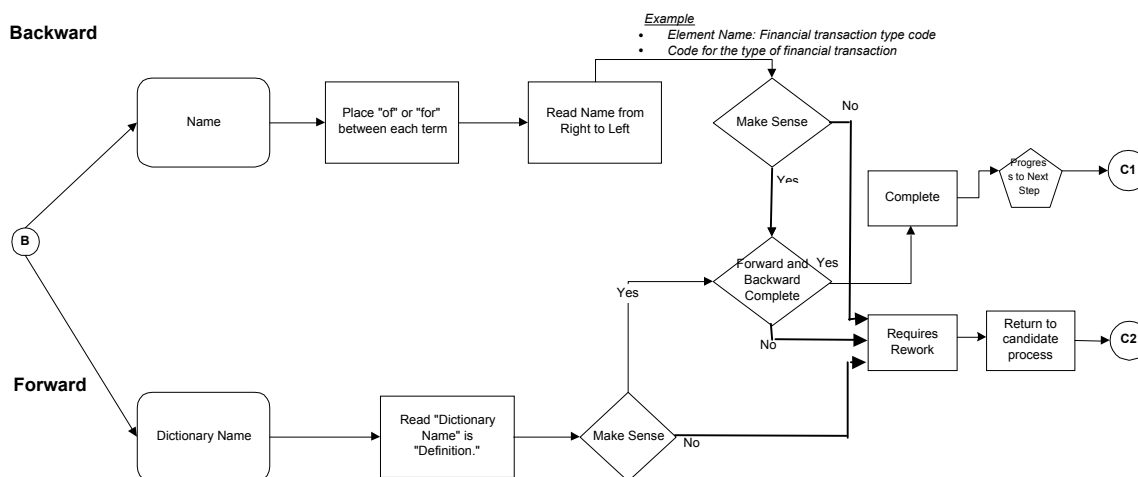 Example
Backward
• Element Name: Financial transaction type code
• Code for the type of financial transaction
Name
Place "of" or "for"
between each term
Read Name from
Right to Left
Make Sense
No
Yes
Progres
s to Next
Step
C1
Complete
B
Forward and
Backward
Complete
Yes
Yes
No
Requires
Rework
Return to
candidate
process
C2
Forward
Dictionary Name
Read "Dictionary
Name" is
"Definition."
Make Sense
No